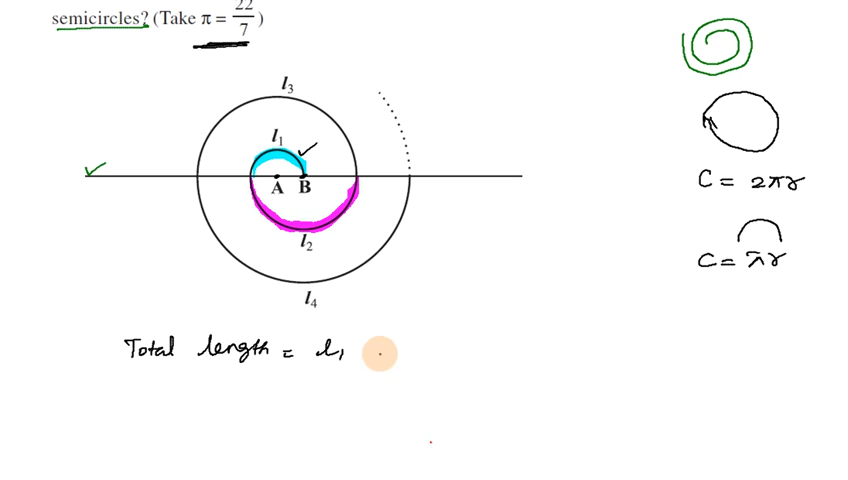 semicircles? (Take π = 22/7)
l₃
l₁
A B
l₂
l₄
C = 2πr
C = πr
Total length = l₁